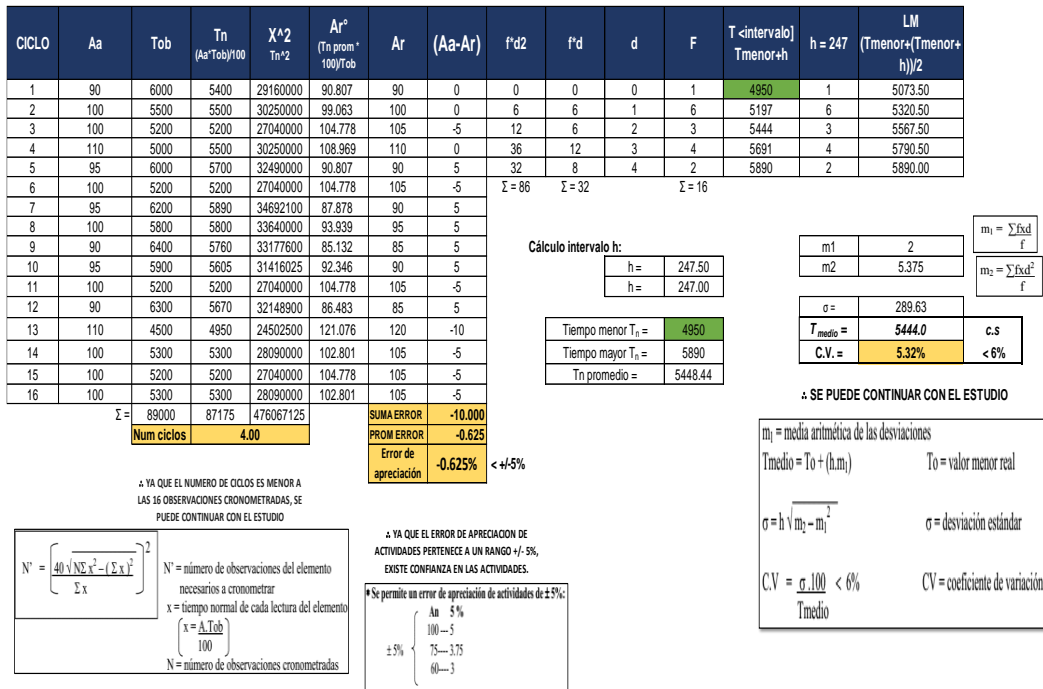 CICLO Aa Tob Tn (Aa*Tob)/100 X^2 Tn^2 Ar° (Tn prom * 100)/Tob Ar (Aa-Ar) f*d2 f*d d F T <intervalo] Tmenor+h h = 247 LM (Tmenor+(Tmenor+ h))/2
1 90 6000 5400 29160000 90.807 90 0 0 0 0 1 4950 1 5073.50
2 100 5500 5500 30250000 99.063 100 0 6 6 1 6 5197 6 5320.50
3 100 5200 5200 27040000 104.778 105 -5 12 6 2 3 5444 3 5567.50
4 110 5000 5500 30250000 108.969 110 0 36 12 3 4 5691 4 5790.50
5 95 6000 5700 32490000 90.807 90 5 32 8 4 2 5890 2 5890.00
6 100 5200 5200 27040000 104.778 105 -5 Σ = 86 Σ = 32 Σ = 16
7 95 6200 5890 34692100 87.878 90 5
8 100 5800 5800 33640000 93.939 95 5
9 90 6400 5760 33177600 85.132 85 5
10 95 5900 5605 31416025 92.346 90 5
11 100 5200 5200 27040000 104.778 105 -5
12 90 6300 5670 32148900 86.483 85 5
13 110 4500 4950 24502500 121.076 120 -10
14 100 5300 5300 28090000 102.801 105 -5
15 100 5200 5200 27040000 104.778 105 -5
16 100 5300 5300 28090000 102.801 105 -5
Σ = 89000 87175 476067125 SUMA ERROR -10.000
Num ciclos 4.00 PROM ERROR -0.625
Error de apreciación -0.625% < +/-5%
Cálculo intervalo h:
h = 247.50
h = 247.00
Tiempo menor Tₙ = 4950
Tiempo mayor Tₙ = 5890
Tn promedio = 5448.44
m1 2
m2 5.375
m₁ = ∑fxd
f
m₂ = ∑fxd²
f
σ = 289.63
T medio = 5444.0 c.s
C.V. = 5.32% < 6%
∴ SE PUEDE CONTINUAR CON EL ESTUDIO
m₁ = media aritmética de las desviaciones
Tmedio = To + (h.m₁) To = valor menor real
σ = h √ m₂ – m₁² σ = desviación estándar
C.V = σ .100 < 6% CV = coeficiente de variación
Tmedio
∴ YA QUE EL NUMERO DE CICLOS ES MENOR A
LAS 16 OBSERVACIONES CRONOMETRADAS, SE
PUEDE CONTINUAR CON EL ESTUDIO
N' = [ 40 √ NΣ x² – ( Σ x )² ]²
Σ x
N' = número de observaciones del elemento
necesarios a cronometrar
x = tiempo normal de cada lectura del elemento
( x = A.Tob )
100
N = número de observaciones cronometradas
∴ YA QUE EL ERROR DE APRECIACION DE
ACTIVIDADES PERTENECE A UN RANGO +/- 5%,
EXISTE CONFIANZA EN LAS ACTIVIDADES.
• Se permite un error de apreciación de actividades de ± 5%:
An 5 %
100 --- 5
± 5% { 75---- 3.75
60---- 3